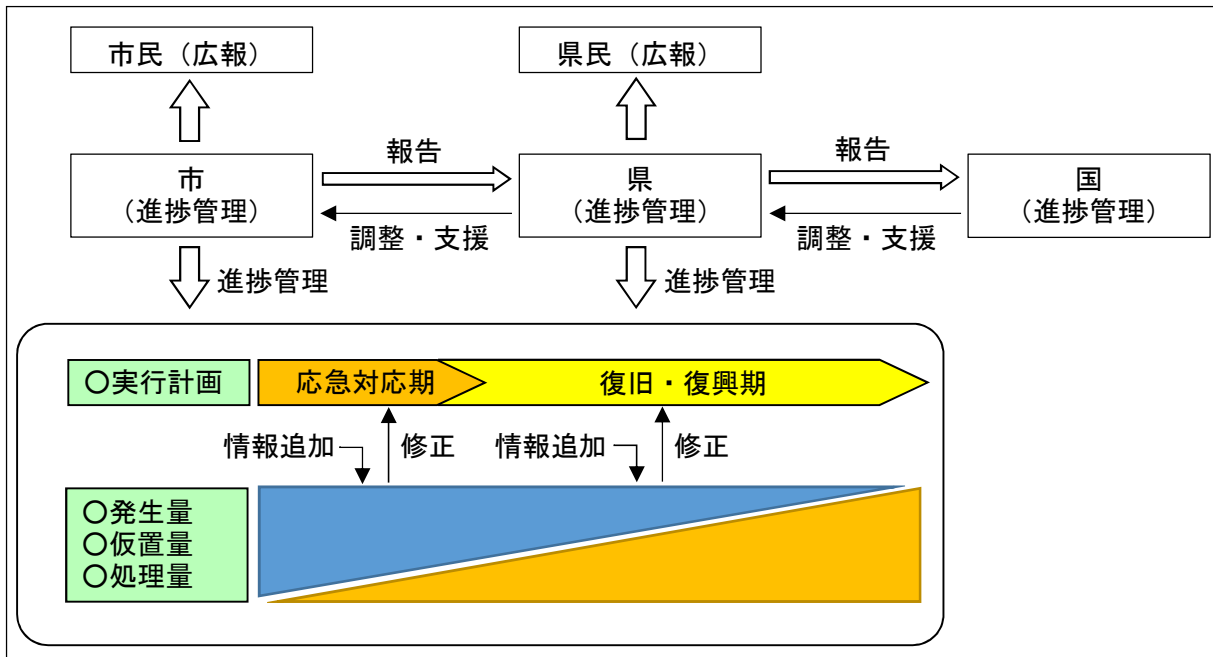 市民（広報）
県民（広報）
報告
報告
市
（進捗管理）
県
（進捗管理）
国
（進捗管理）
調整・支援
調整・支援
進捗管理
進捗管理
〇実行計画
応急対応期
復旧・復興期
情報追加
修正
情報追加
修正
〇発生量
〇仮置量
〇処理量